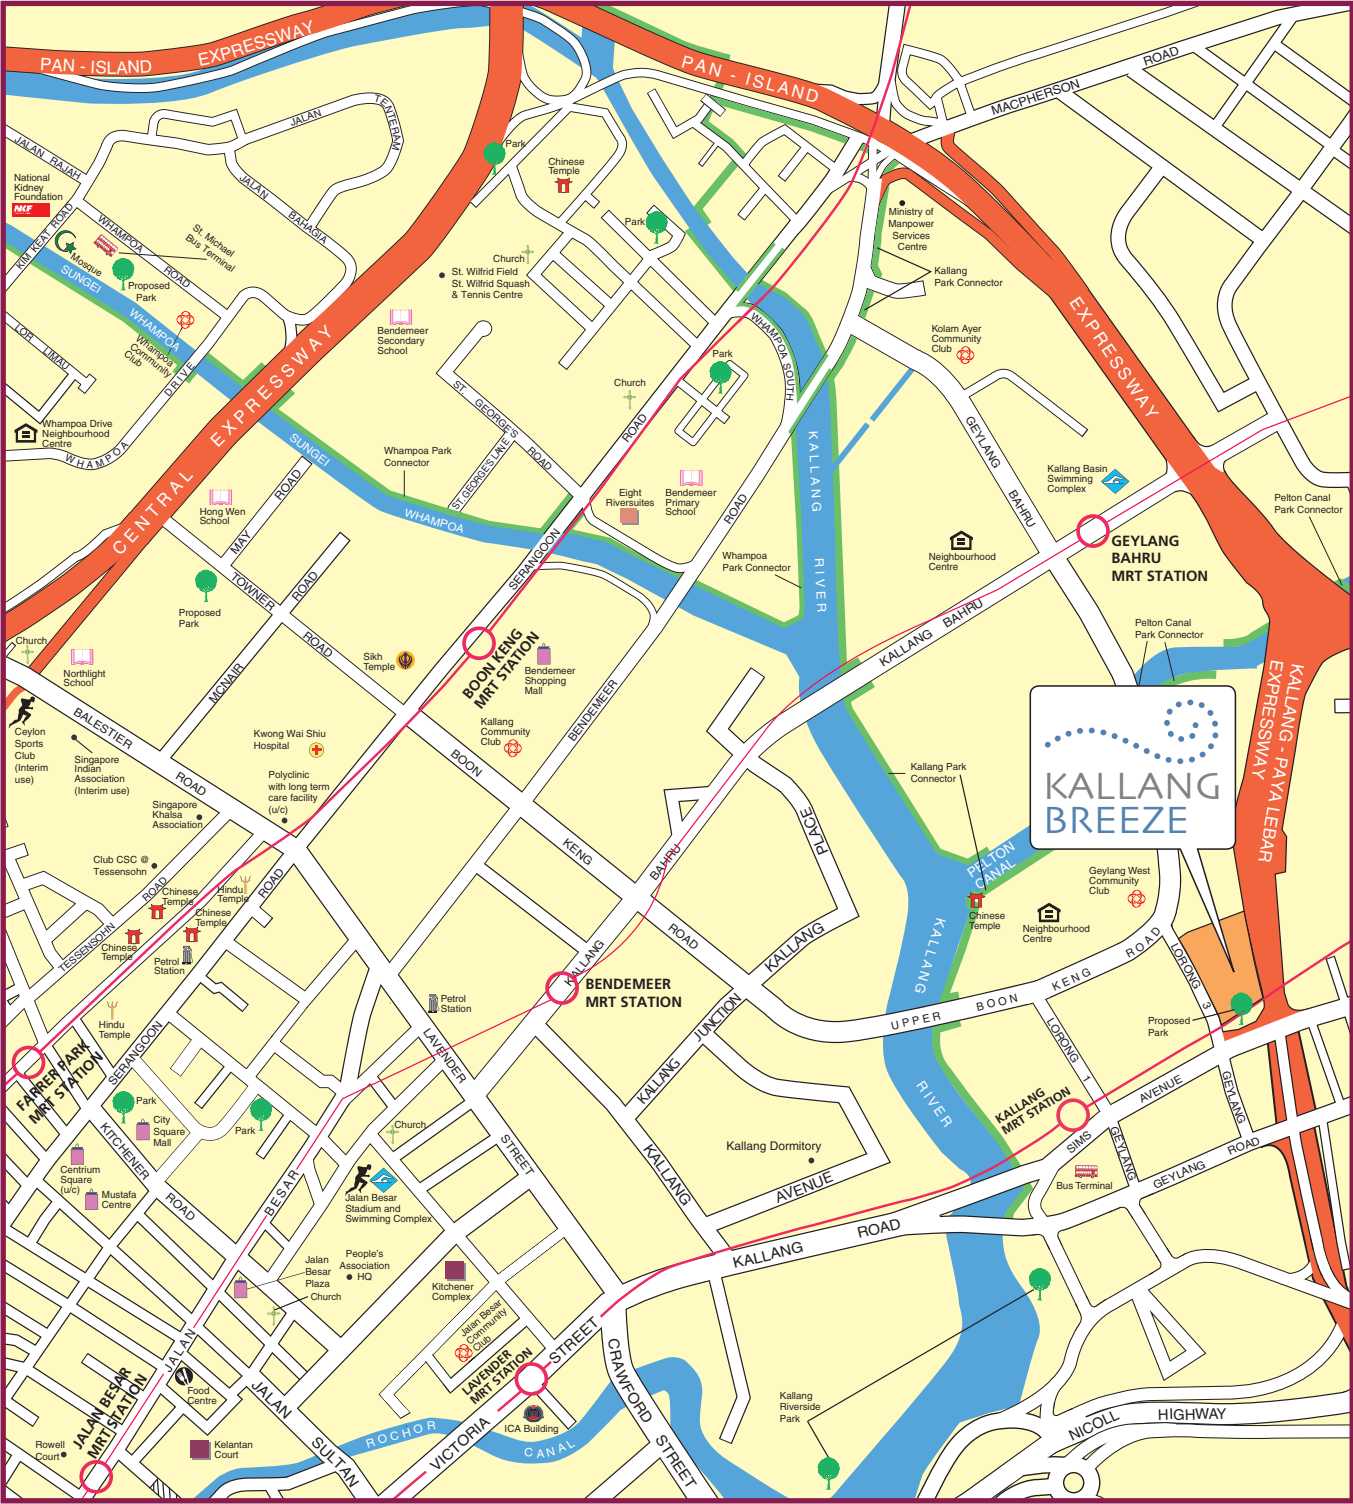 PAN - ISLAND
EXPRESSWAY
PAN - ISLAND
ROAD
MACPHERSON
JALAN
TENTERAM
JALAN RAJAH
Park
Chinese
Temple
National
Kidney
Foundation
NKF
JALAN
BAHAGIA
KIM KEAT ROAD
WHAMPOA
ROAD
St. Michael
Bus Terminal
Mosque
Proposed
Park
SUNGEI
WHAMPOA
Whampoa
Community
Club
DRIVE
LOR
LIMAU
Whampoa Drive
Neighbourhood
Centre
WHAMPOA
Park
Church
St. Wilfrid Field
St. Wilfrid Squash
& Tennis Centre
Ministry of
Manpower
Services
Centre
Kallang
Park Connector
Kolam Ayer
Community
Club
EXPRESSWAY
Bendemeer
Secondary
School
WHAMPOA SOUTH
Park
Church
ST. GEORGES
ROAD
ST. GEORGE'S LANE
ROAD
CENTRAL EXPRESSWAY
SUNGEI
WHAMPOA
Whampoa Park
Connector
Eight
Riversuites
Bendemeer
Primary
School
KALLANG
RIVER
GEYLANG
BAHRU
Kallang Basin
Swimming
Complex
Pelton Canal
Park Connector
GEYLANG
BAHRU
MRT STATION
Neighbourhood
Centre
Whampoa
Park Connector
ROAD
Hong Wen
School
MAY
ROAD
TOWNER
ROAD
ROAD
MCNAIR
Proposed
Park
SERANGOON
Church
Northlight
School
Sikh
Temple
BOON KENG
MRT STATION
Bendemeer
Shopping
Mall
BENDEMEER
Kallang
Community
Club
KALLANG
BAHRU
Pelton Canal
Park Connector
KALLANG - PAYA LEBAR
EXPRESSWAY
KALLANG
BREEZE
Ceylon
Sports
Club
(Interim
use)
BALESTIER
ROAD
Singapore
Indian
Association
(Interim use)
Kwong Wai Shiu
Hospital
Polyclinic
with long term
care facility
(u/c)
Singapore
Khalsa
Association
BOON
KENG
ROAD
PLACE
Kallang Park
Connector
PELTON
CANAL
Chinese
Temple
Geylang West
Community
Club
Neighbourhood
Centre
Club CSC @
Tessensohn
TESSENSOHN
ROAD
Chinese
Temple
Hindu
Temple
Chinese
Temple
Chinese
Temple
ROAD
Petrol
Station
BAHRU
KALLANG
KALLANG
KALLANG
RIVER
UPPER BOON KENG ROAD
LORONG 3
Proposed
Park
BENDEMEER
MRT STATION
Petrol
Station
Hindu
Temple
SERANGOON
FARRER PARK
MRT STATION
LAVENDER
STREET
JUNCTION
KALLANG
LORONG 1
GEYLANG
KALLANG
MRT STATION
SIMS
AVENUE
GEYLANG
GEYLANG
ROAD
Bus Terminal
Park
City
Square
Mall
Park
KITCHENER
ROAD
Centrium
Square
(u/c)
Mustafa
Centre
Church
Jalan Besar
Stadium and
Swimming Complex
Kallang Dormitory
KALLANG
AVENUE
KALLANG
ROAD
BESAR
Jalan
Besar
Plaza
Church
People's
Association
HQ
Kitchener
Complex
Jalan Besar
Community
Club
LAVENDER
MRT STATION
STREET
CRAWFORD
STREET
JALAN
JALAN BESAR
MRT STATION
Food
Centre
Rowell
Court
Kelantan
Court
JALAN
SULTAN
ROCHOR
CANAL
VICTORIA
ICA Building
Kallang
Riverside
Park
NICOLL
HIGHWAY